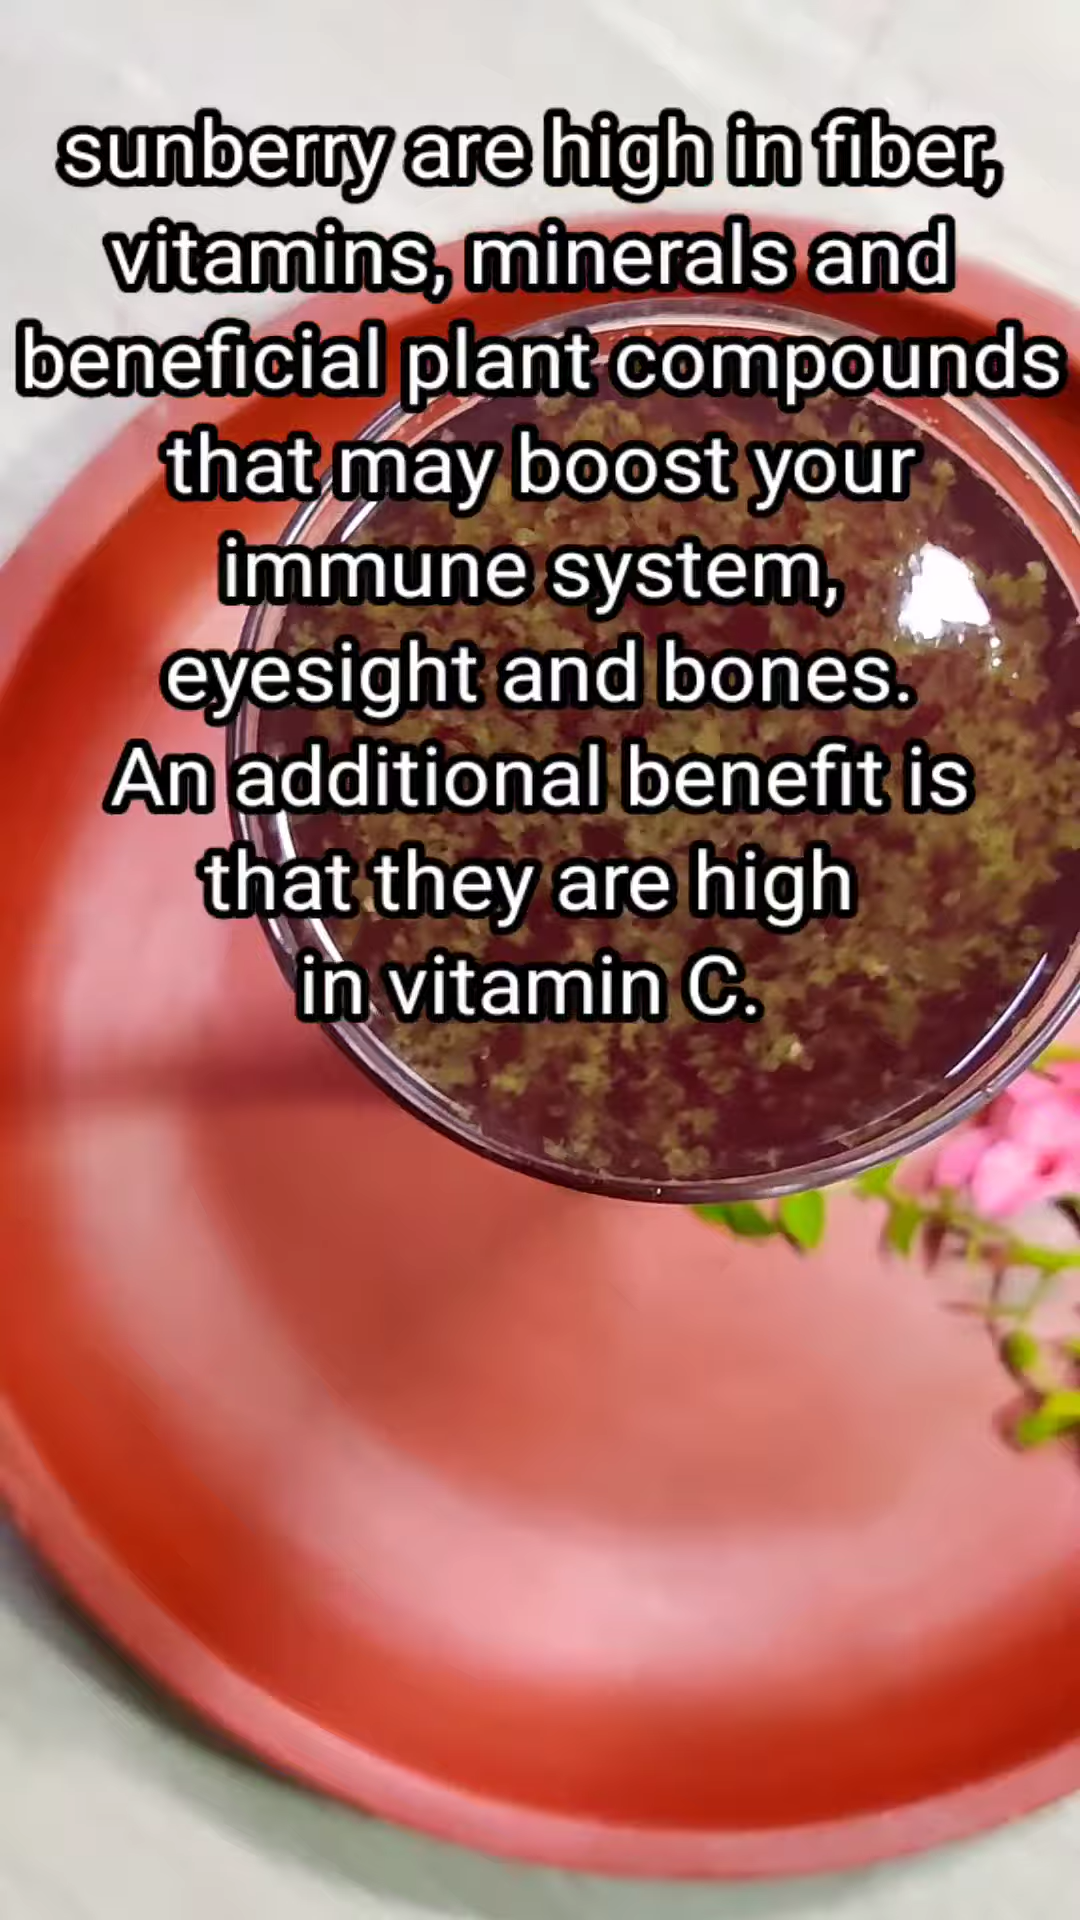 sunberry are high in fiber,
vitamins, minerals and
beneficial plant compounds
that may boost your
immune system,
eyesight and bones.
An additional benefit is
that they are high
in vitamin C.